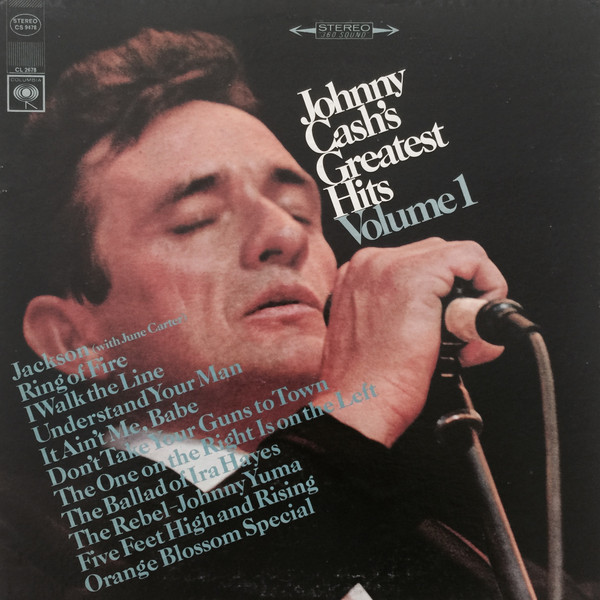 STEREO
CS 9478
CL 2678
COLUMBIA
STEREO
360 SOUND
Johnny
Cash's
Greatest
Hits
Volume 1
Jackson (with June Carter)
Ring of Fire
I Walk the Line
Understand Your Man
It Ain't Me, Babe
Don't Take Your Guns to Town
The One on the Right Is on the Left
The Ballad of Ira Hayes
The Rebel-Johnny Yuma
Five Feet High and Rising
Orange Blossom Special